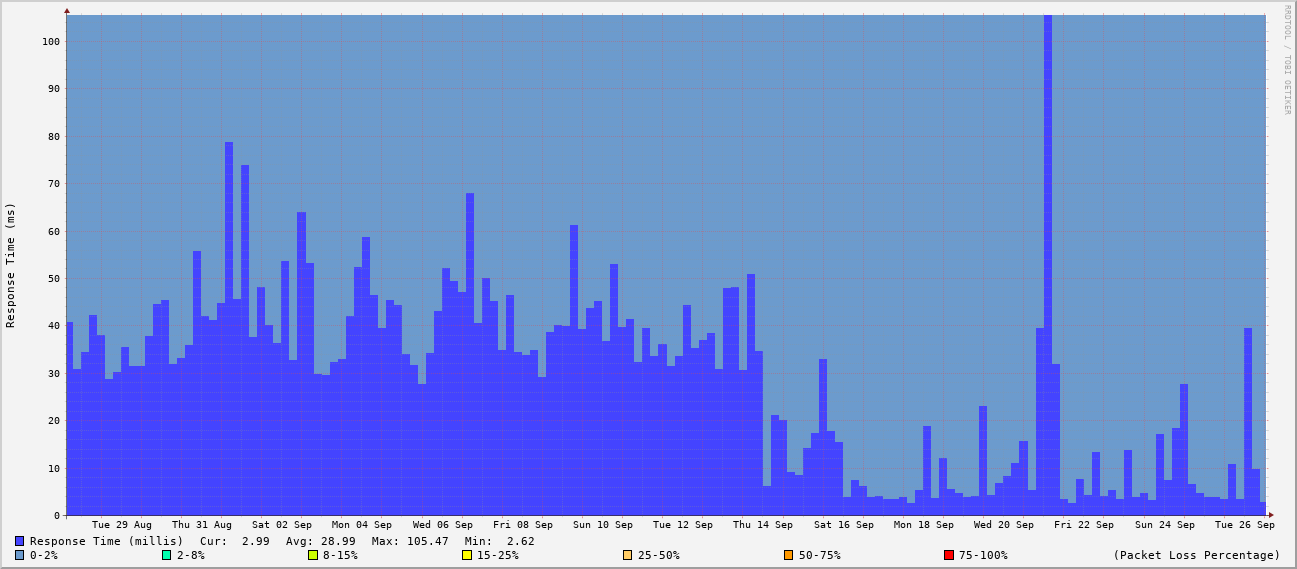 RRDTOOL / TOBI OETIKER
Response Time (ms)
100
90
80
70
60
50
40
30
20
10
0
Tue 29 Aug Thu 31 Aug Sat 02 Sep Mon 04 Sep Wed 06 Sep Fri 08 Sep Sun 10 Sep Tue 12 Sep Thu 14 Sep Sat 16 Sep Mon 18 Sep Wed 20 Sep Fri 22 Sep Sun 24 Sep Tue 26 Sep
Response Time (millis) Cur: 2.99 Avg: 28.99 Max: 105.47 Min: 2.62
0-2% 2-8% 8-15% 15-25% 25-50% 50-75% 75-100% (Packet Loss Percentage)